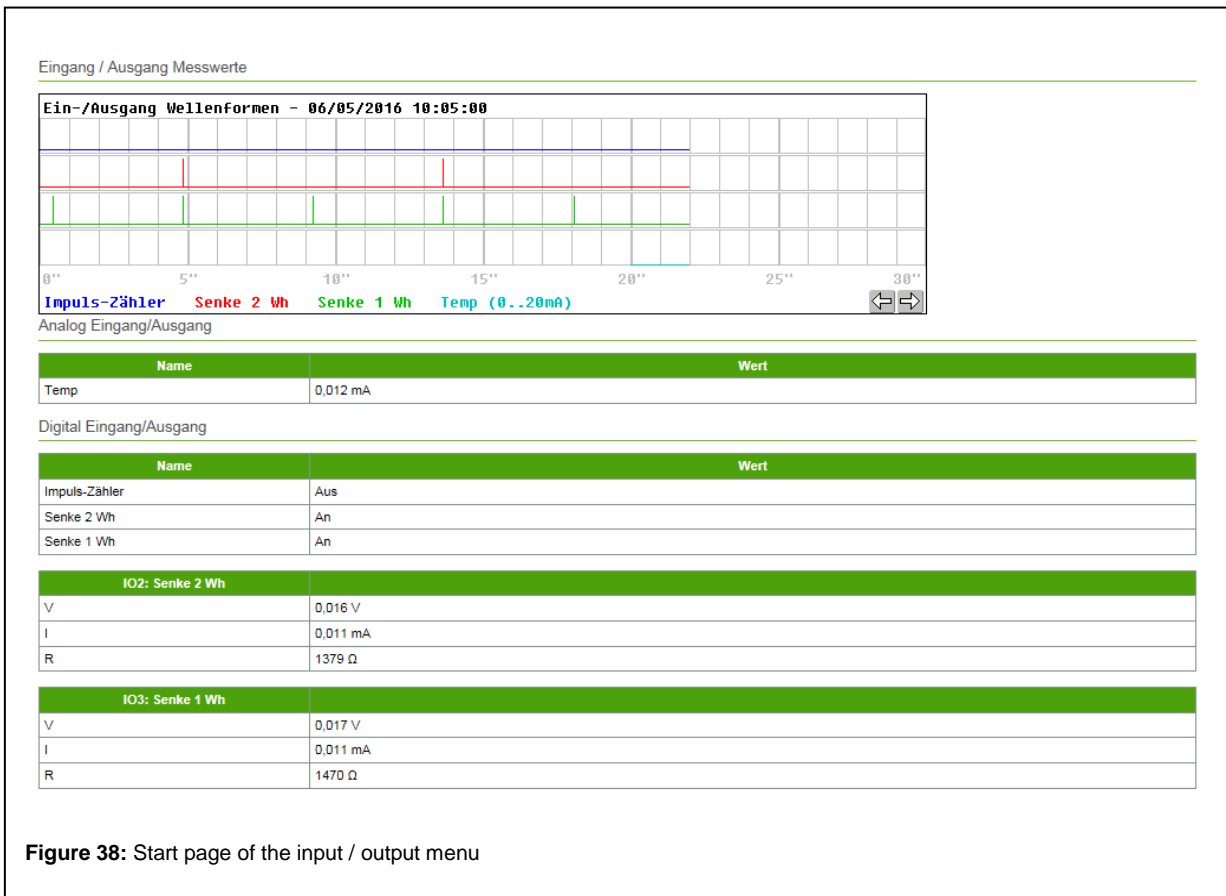 Eingang / Ausgang Messwerte
Ein-/Ausgang Wellenformen - 06/05/2016 10:05:00
0'' 5'' 10'' 15'' 20'' 25'' 30''
Impuls-Zähler Senke 2 Wh Senke 1 Wh Temp (0..20mA)
Analog Eingang/Ausgang
Name Wert
Temp 0,012 mA
Digital Eingang/Ausgang
Name Wert
Impuls-Zähler Aus
Senke 2 Wh An
Senke 1 Wh An
IO2: Senke 2 Wh
V 0,016 V
I 0,011 mA
R 1379 Ω
IO3: Senke 1 Wh
V 0,017 V
I 0,011 mA
R 1470 Ω
Figure 38: Start page of the input / output menu